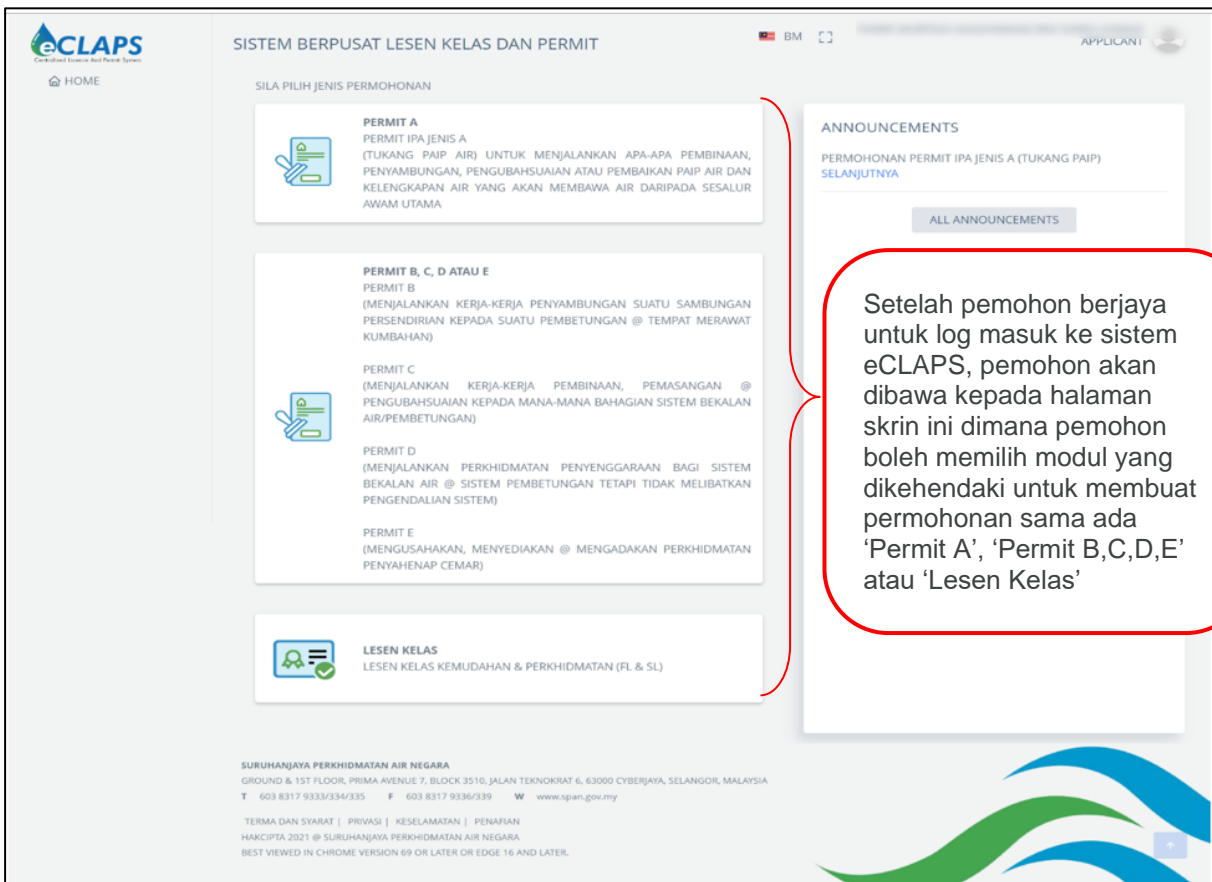 eCLAPS
Centralised Licence And Permit System
HOME
SISTEM BERPUSAT LESEN KELAS DAN PERMIT
BM
APPLICANT
SILA PILIH JENIS PERMOHONAN
PERMIT A
PERMIT IPA JENIS A
(TUKANG PAIP AIR) UNTUK MENJALANKAN APA-APA PEMBINAAN,
PENYAMBUNGAN, PENGUBAHSUAIAN ATAU PEMBAIKAN PAIP AIR DAN
KELENGKAPAN AIR YANG AKAN MEMBAWA AIR DARIPADA SESALUR
AWAM UTAMA
PERMIT B, C, D ATAU E
PERMIT B
(MENJALANKAN KERJA-KERJA PENYAMBUNGAN SUATU SAMBUNGAN
PERSENDIRIAN KEPADA SUATU PEMBETUNGAN @ TEMPAT MERAWAT
KUMBAHAN)
PERMIT C
(MENJALANKAN KERJA-KERJA PEMBINAAN, PEMASANGAN @
PENGUBAHSUAIAN KEPADA MANA-MANA BAHAGIAN SISTEM BEKALAN
AIR/PEMBETUNGAN)
PERMIT D
(MENJALANKAN PERKHIDMATAN PENYENGGARAAN BAGI SISTEM
BEKALAN AIR @ SISTEM PEMBETUNGAN TETAPI TIDAK MELIBATKAN
PENGENDALIAN SISTEM)
PERMIT E
(MENGUSAHAKAN, MENYEDIAKAN @ MENGADAKAN PERKHIDMATAN
PENYAHENAP CEMAR)
LESEN KELAS
LESEN KELAS KEMUDAHAN & PERKHIDMATAN (FL & SL)
ANNOUNCEMENTS
PERMOHONAN PERMIT IPA JENIS A (TUKANG PAIP)
SELANJUTNYA
ALL ANNOUNCEMENTS
Setelah pemohon berjaya
untuk log masuk ke sistem
eCLAPS, pemohon akan
dibawa kepada halaman
skrin ini dimana pemohon
boleh memilih modul yang
dikehendaki untuk membuat
permohonan sama ada
‘Permit A’, ‘Permit B,C,D,E’
atau ‘Lesen Kelas’
SURUHANJAYA PERKHIDMATAN AIR NEGARA
GROUND & 1ST FLOOR, PRIMA AVENUE 7, BLOCK 3510, JALAN TEKNOKRAT 6, 63000 CYBERJAYA, SELANGOR, MALAYSIA
T 603 8317 9333/334/335 F 603 8317 9336/339 W www.span.gov.my
TERMA DAN SYARAT | PRIVASI | KESELAMATAN | PENAFIAN
HAKCIPTA 2021 @ SURUHANJAYA PERKHIDMATAN AIR NEGARA
BEST VIEWED IN CHROME VERSION 69 OR LATER OR EDGE 16 AND LATER.